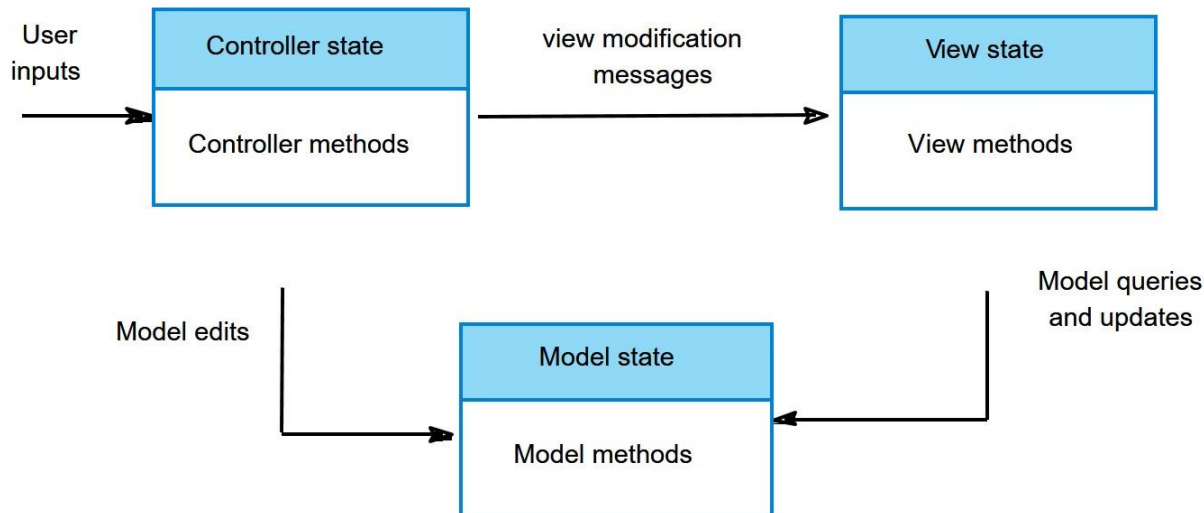 User
inputs
Controller state
Controller methods
view modification
messages
View state
View methods
Model edits
Model state
Model methods
Model queries
and updates